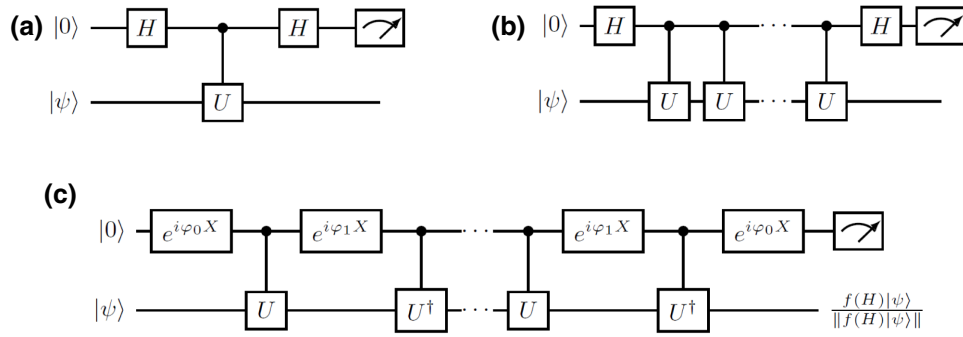 (a) |0⟩ H H
|ψ⟩ U
(b) |0⟩ H ··· H
|ψ⟩ U U ··· U
(c)
|0⟩ e^{iφ₀X} e^{iφ₁X} ··· e^{iφ₁X} e^{iφ₀X}
|ψ⟩ U U† ··· U U† f(H)|ψ⟩ / ‖f(H)|ψ⟩‖